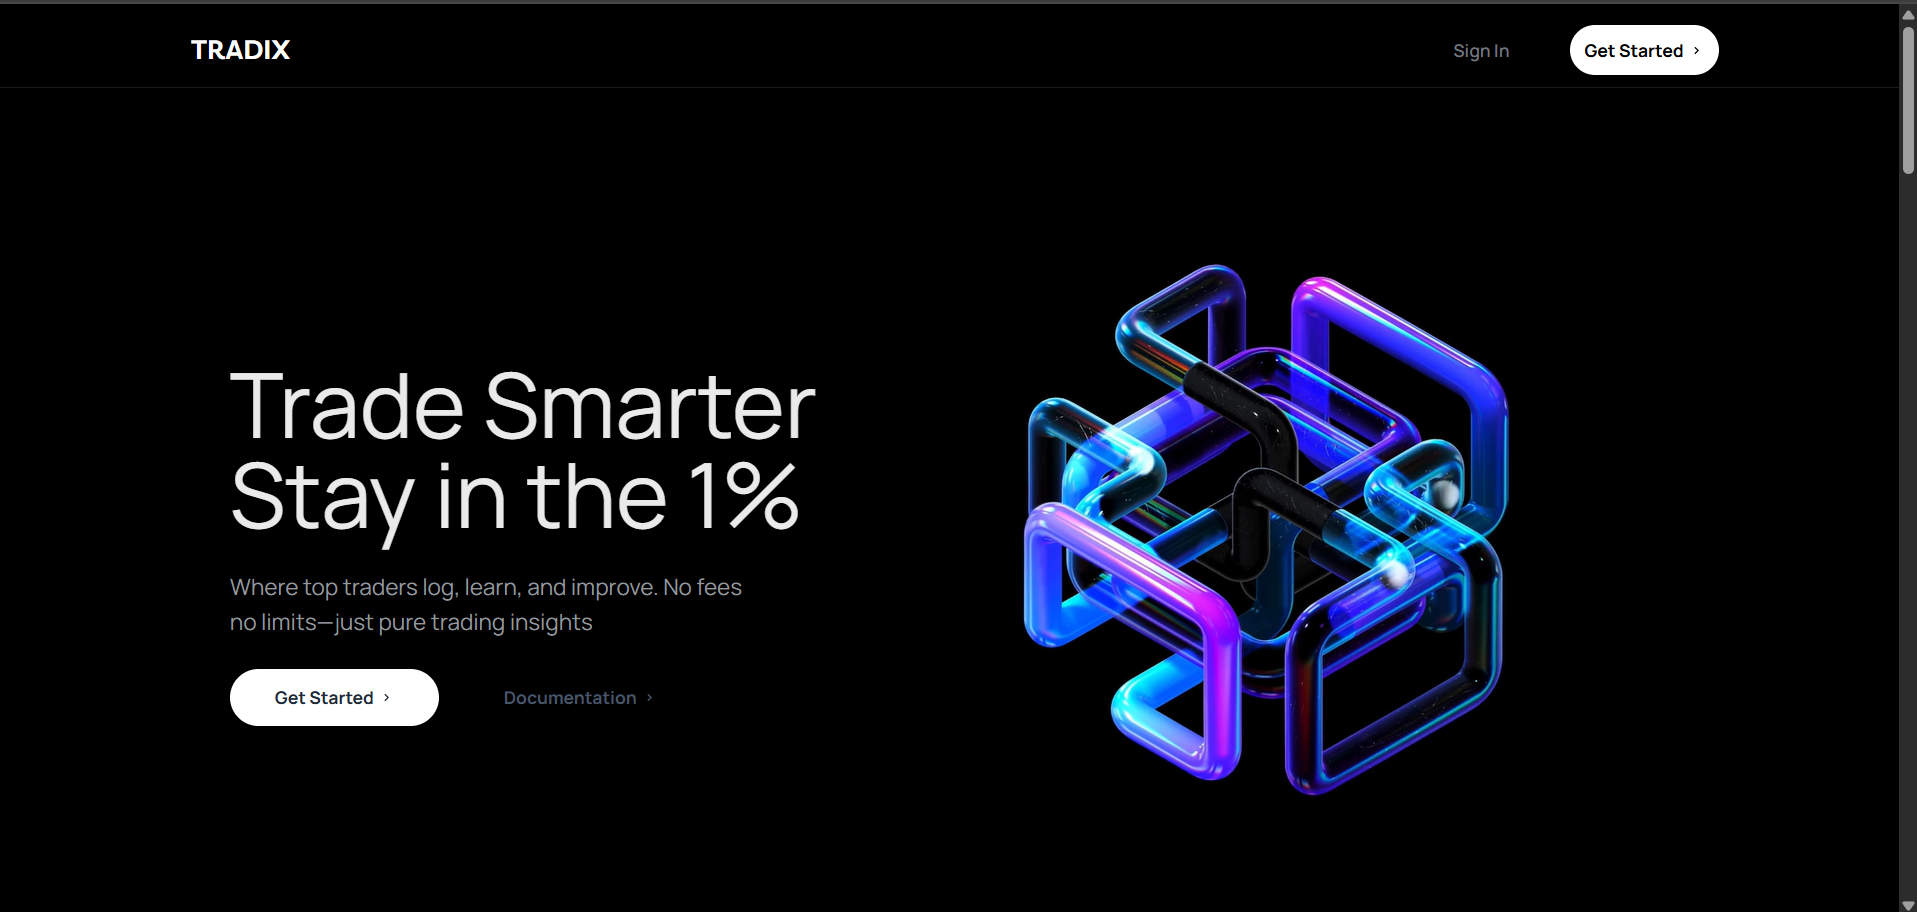 TRADIX
Sign In
Get Started
Trade Smarter
Stay in the 1%
Where top traders log, learn, and improve. No fees
no limits—just pure trading insights
Get Started
Documentation